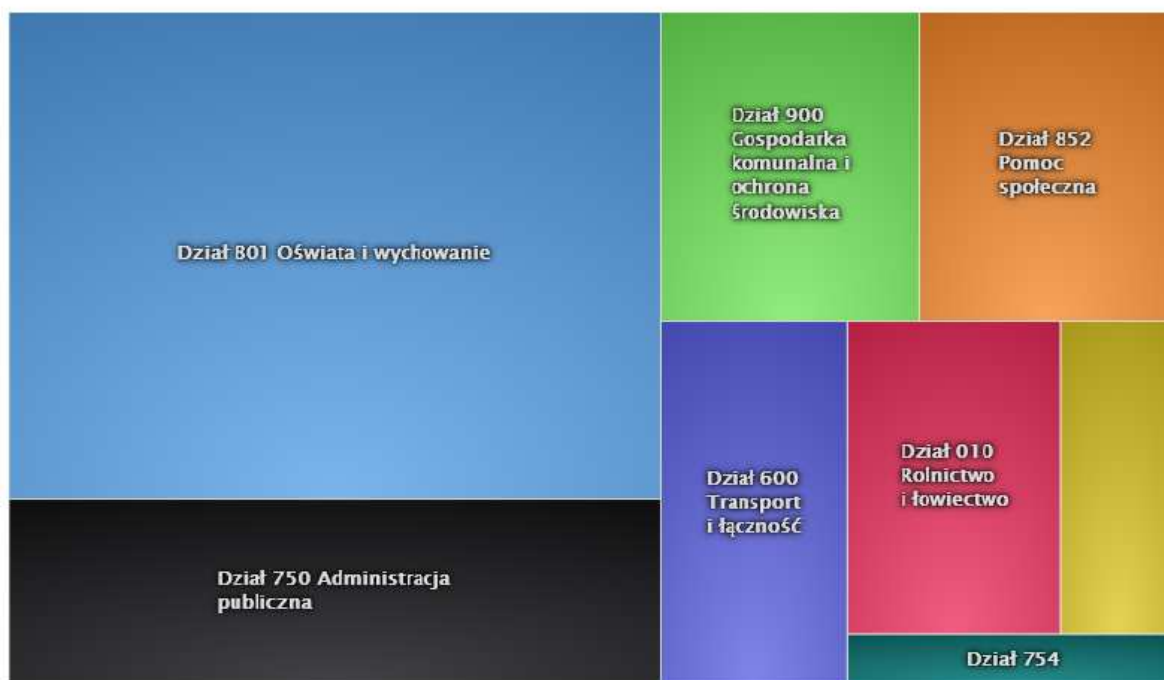 Dział 801 Oświata i wychowanie
Dział 750 Administracja
publiczna
Dział 900
Gospodarka
komunalna i
ochrona
środowiska
Dział 852
Pomoc
społeczna
Dział 600
Transport
i łączność
Dział 010
Rolnictwo
i łowiectwo
Dział 754